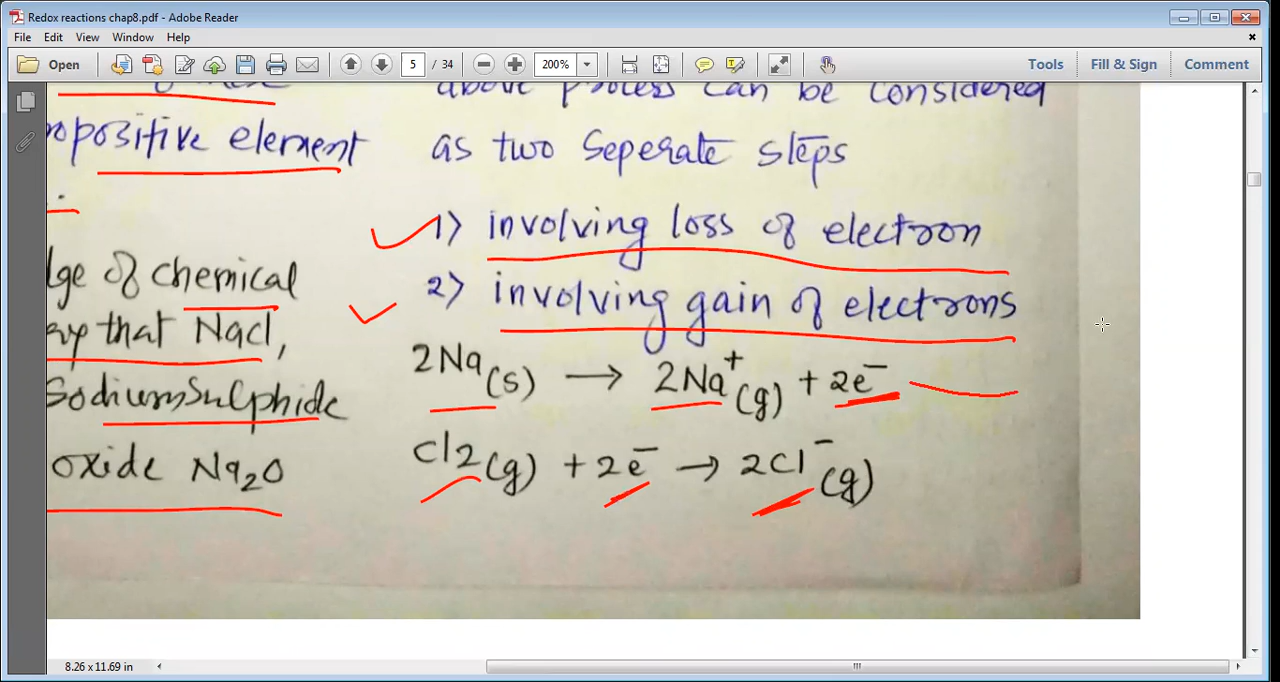 Redox reactions chap8.pdf - Adobe Reader
File Edit View Window Help
Open 5 / 34 200% Tools Fill & Sign Comment
opositive element
.
ge of chemical
that Nacl,
Sodium Sulphide
oxide Na2O
above process can be considered
as two Seperate steps
1) involving loss of electron
2) involving gain of electrons
2Na(s) → 2Na+(g) + 2e-
Cl2(g) + 2e- → 2Cl-(g)
8.26 x 11.69 in